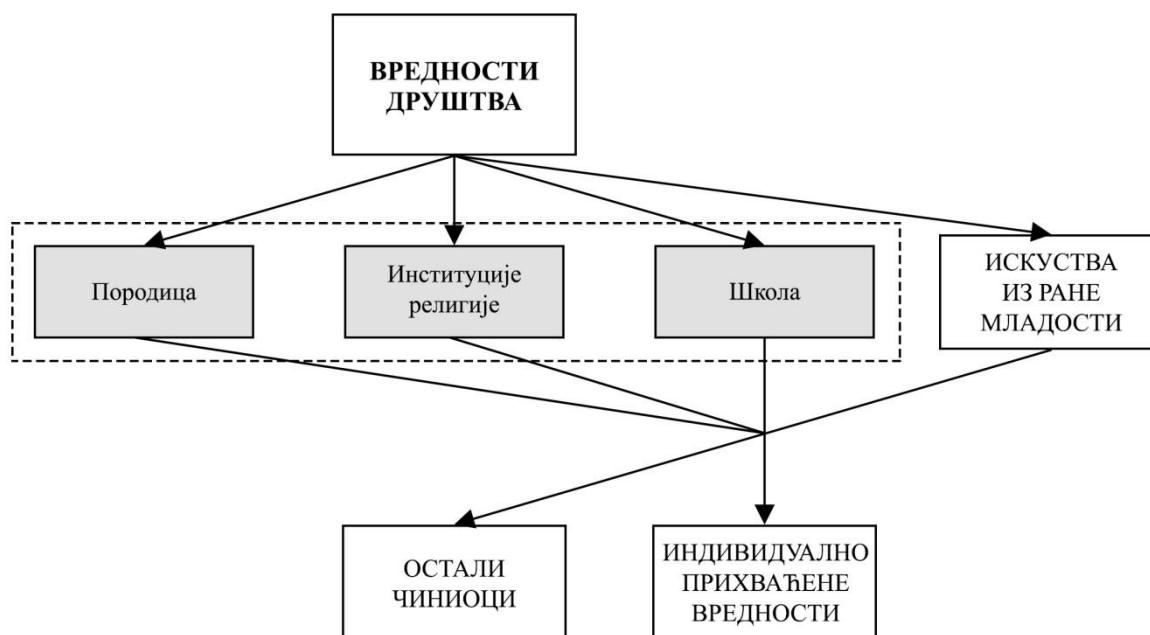 ВРЕДНОСТИ
ДРУШТВА
Породица
Институције
религије
Школа
ИСКУСТВА
ИЗ РАНЕ
МЛАДОСТИ
ОСТАЛИ
ЧИНИОЦИ
ИНДИВИДУАЛНО
ПРИХВАЋЕНЕ
ВРЕДНОСТИ